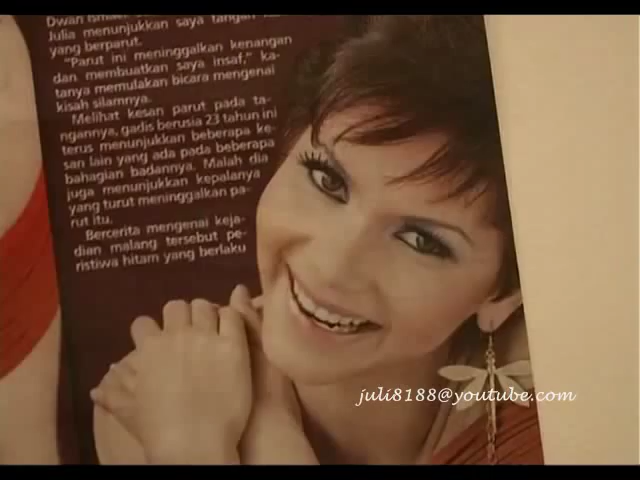 Dwan Ismail
Julia menunjukkan saya tangan
yang berparut.
"Parut ini meninggalkan kenangan
dan membuatkan saya insaf," ka-
tanya memulakan bicara mengenai
kisah silamnya.
Melihat kesan parut pada ta-
ngannya, gadis berusia 23 tahun ini
terus menunjukkan beberapa ke-
san lain yang ada pada beberapa
bahagian badannya. Malah dia
juga menunjukkan kepalanya
yang turut meninggalkan pa-
rut itu.
Bercerita mengenai keja-
dian malang tersebut pe-
ristiwa hitam yang berlaku
juli8188@youtube.com